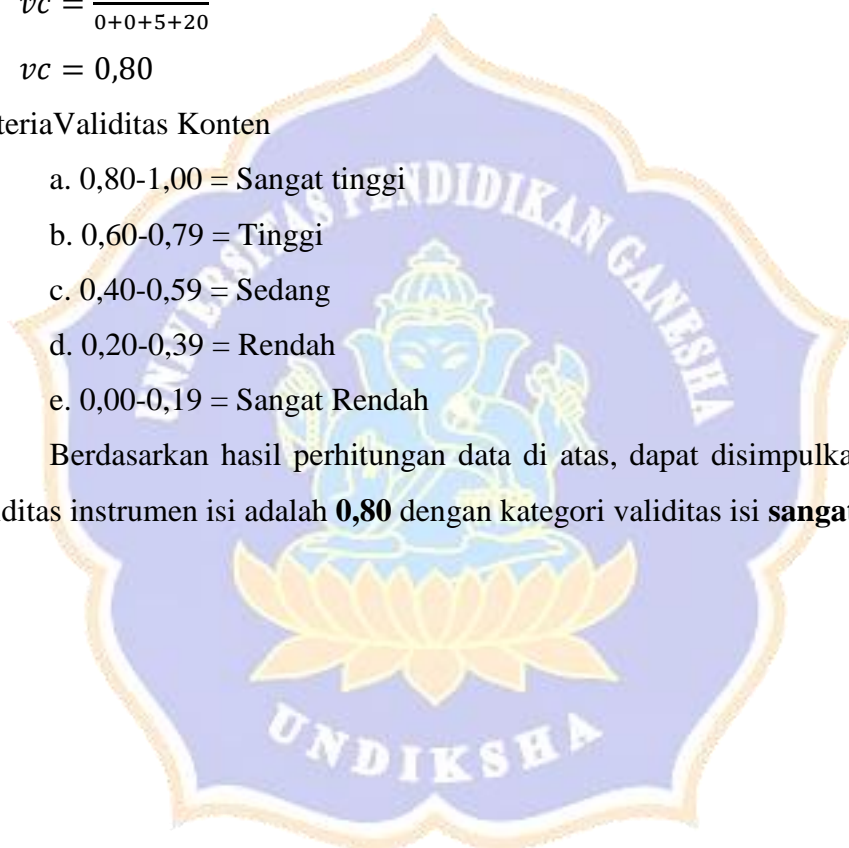 vc =
0+0+5+20
vc = 0,80
teriaValiditas Konten
a. 0,80-1,00 = Sangat tinggi
b. 0,60-0,79 = Tinggi
c. 0,40-0,59 = Sedang
d. 0,20-0,39 = Rendah
e. 0,00-0,19 = Sangat Rendah
Berdasarkan hasil perhitungan data di atas, dapat disimpulka
ditas instrumen isi adalah 0,80 dengan kategori validitas isi sangat
UNIVERSITAS PENDIDIKAN GANESHA
UNDIKSHA